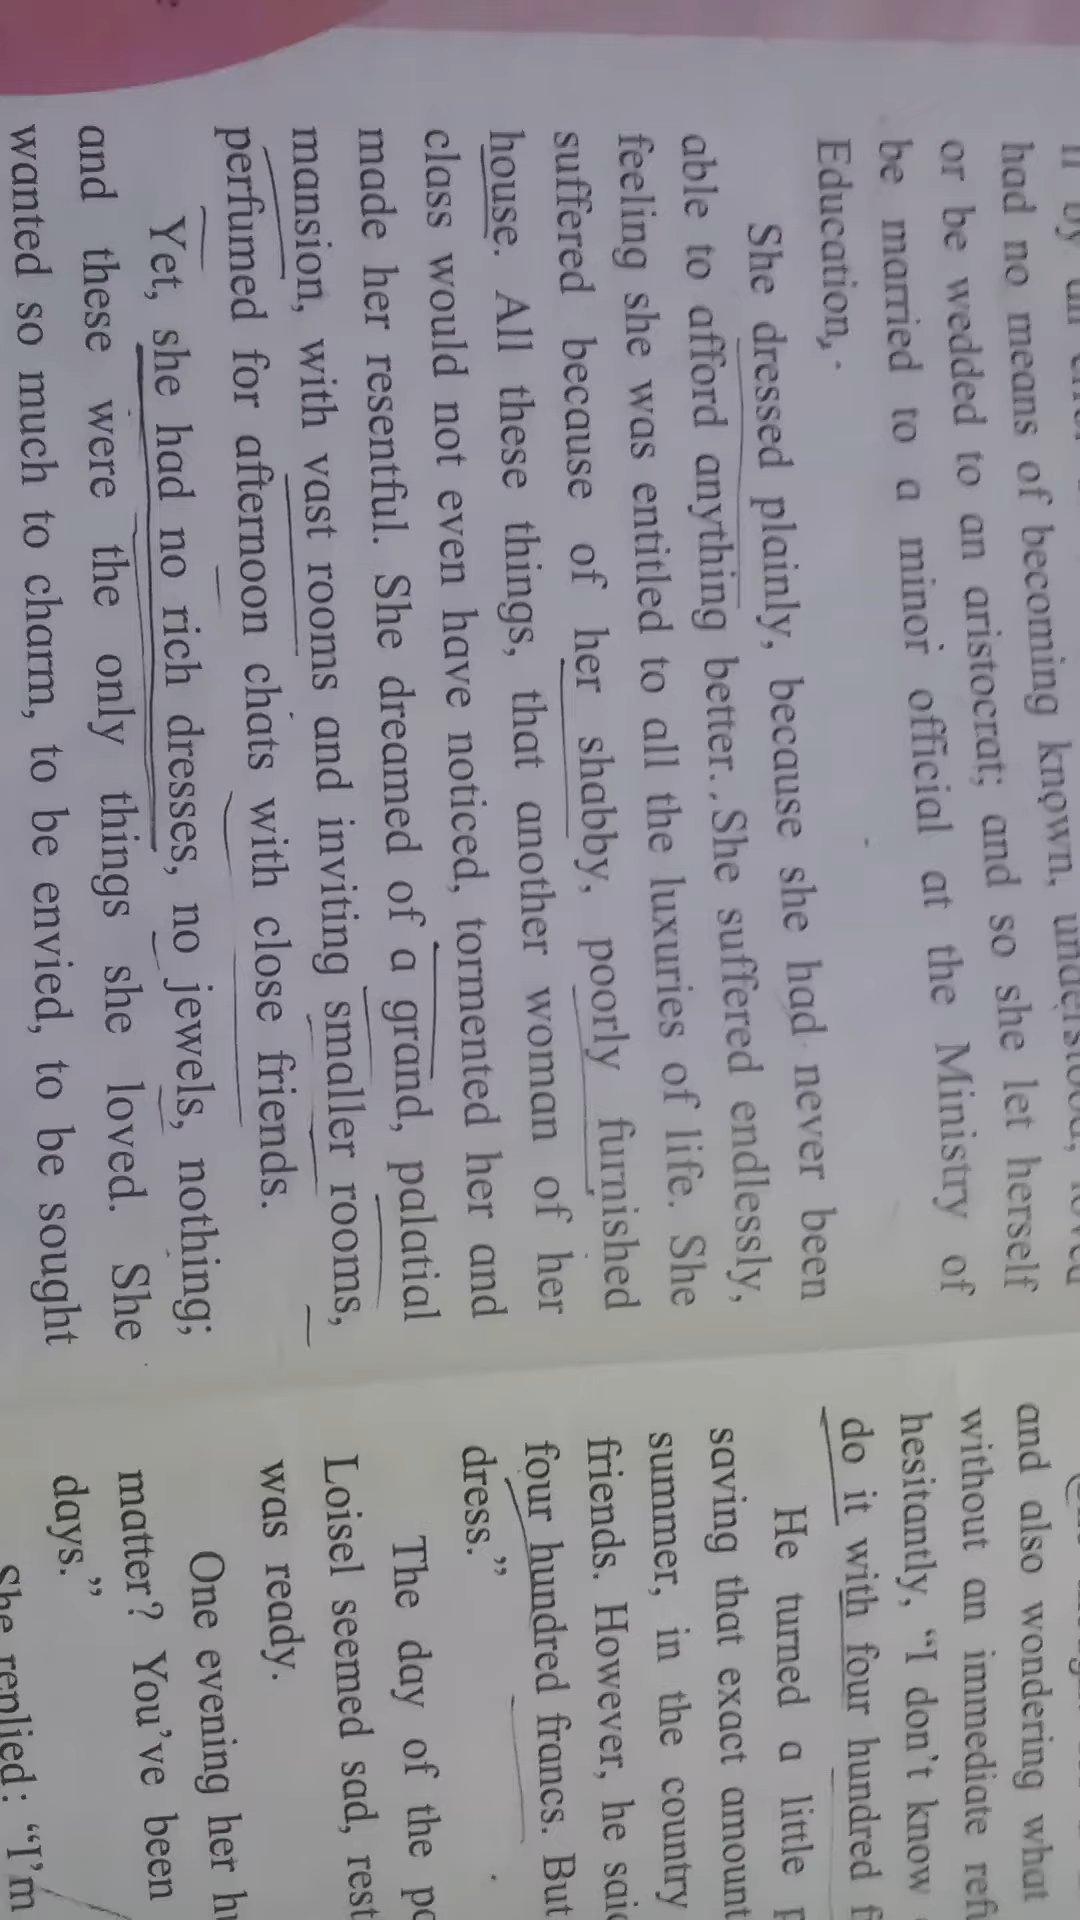 had no means of becoming known, understood, loved
or be wedded to an aristocrat; and so she let herself
be married to a minor official at the Ministry of
Education,
She dressed plainly, because she had never been
able to afford anything better. She suffered endlessly,
feeling she was entitled to all the luxuries of life. She
suffered because of her shabby, poorly furnished
house. All these things, that another woman of her
class would not even have noticed, tormented her and
made her resentful. She dreamed of a grand, palatial
mansion, with vast rooms and inviting smaller rooms,
perfumed for afternoon chats with close friends.
Yet, she had no rich dresses, no jewels, nothing;
and these were the only things she loved. She
wanted so much to charm, to be envied, to be sought
and also wondering what
without an immediate
hesitantly, “I don't know
do it with four hundred
He turned a little
saving that exact amount
summer, in the country
friends. However, he
four hundred francs. But
dress.”
The day of the
Loisel seemed sad,
was ready.
One evening her
matter? You've been
days.”
She replied: “I'm